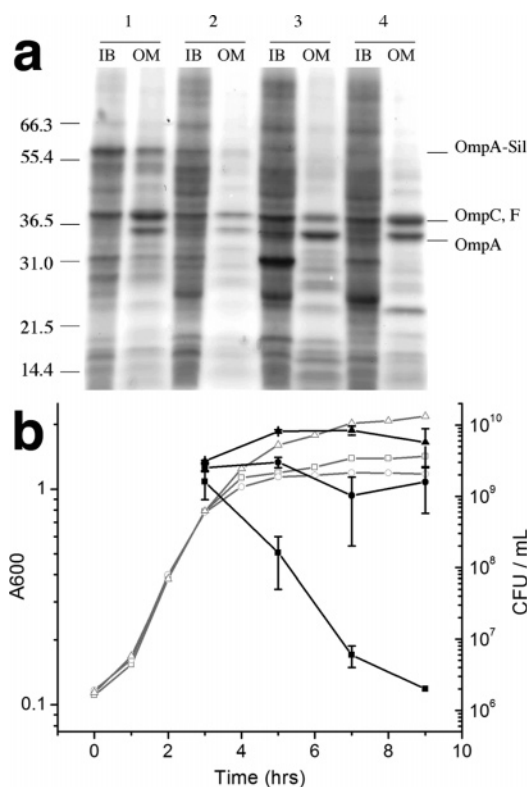 a
1 2 3 4
IB OM IB OM IB OM IB OM
66.3
55.4
36.5
31.0
21.5
14.4
OmpA-Sil
OmpC, F
OmpA
b
A600
1
0.1
10^10
10^9
10^8
10^7
10^6
CFU / mL
0 2 4 6 8 10
Time (hrs)